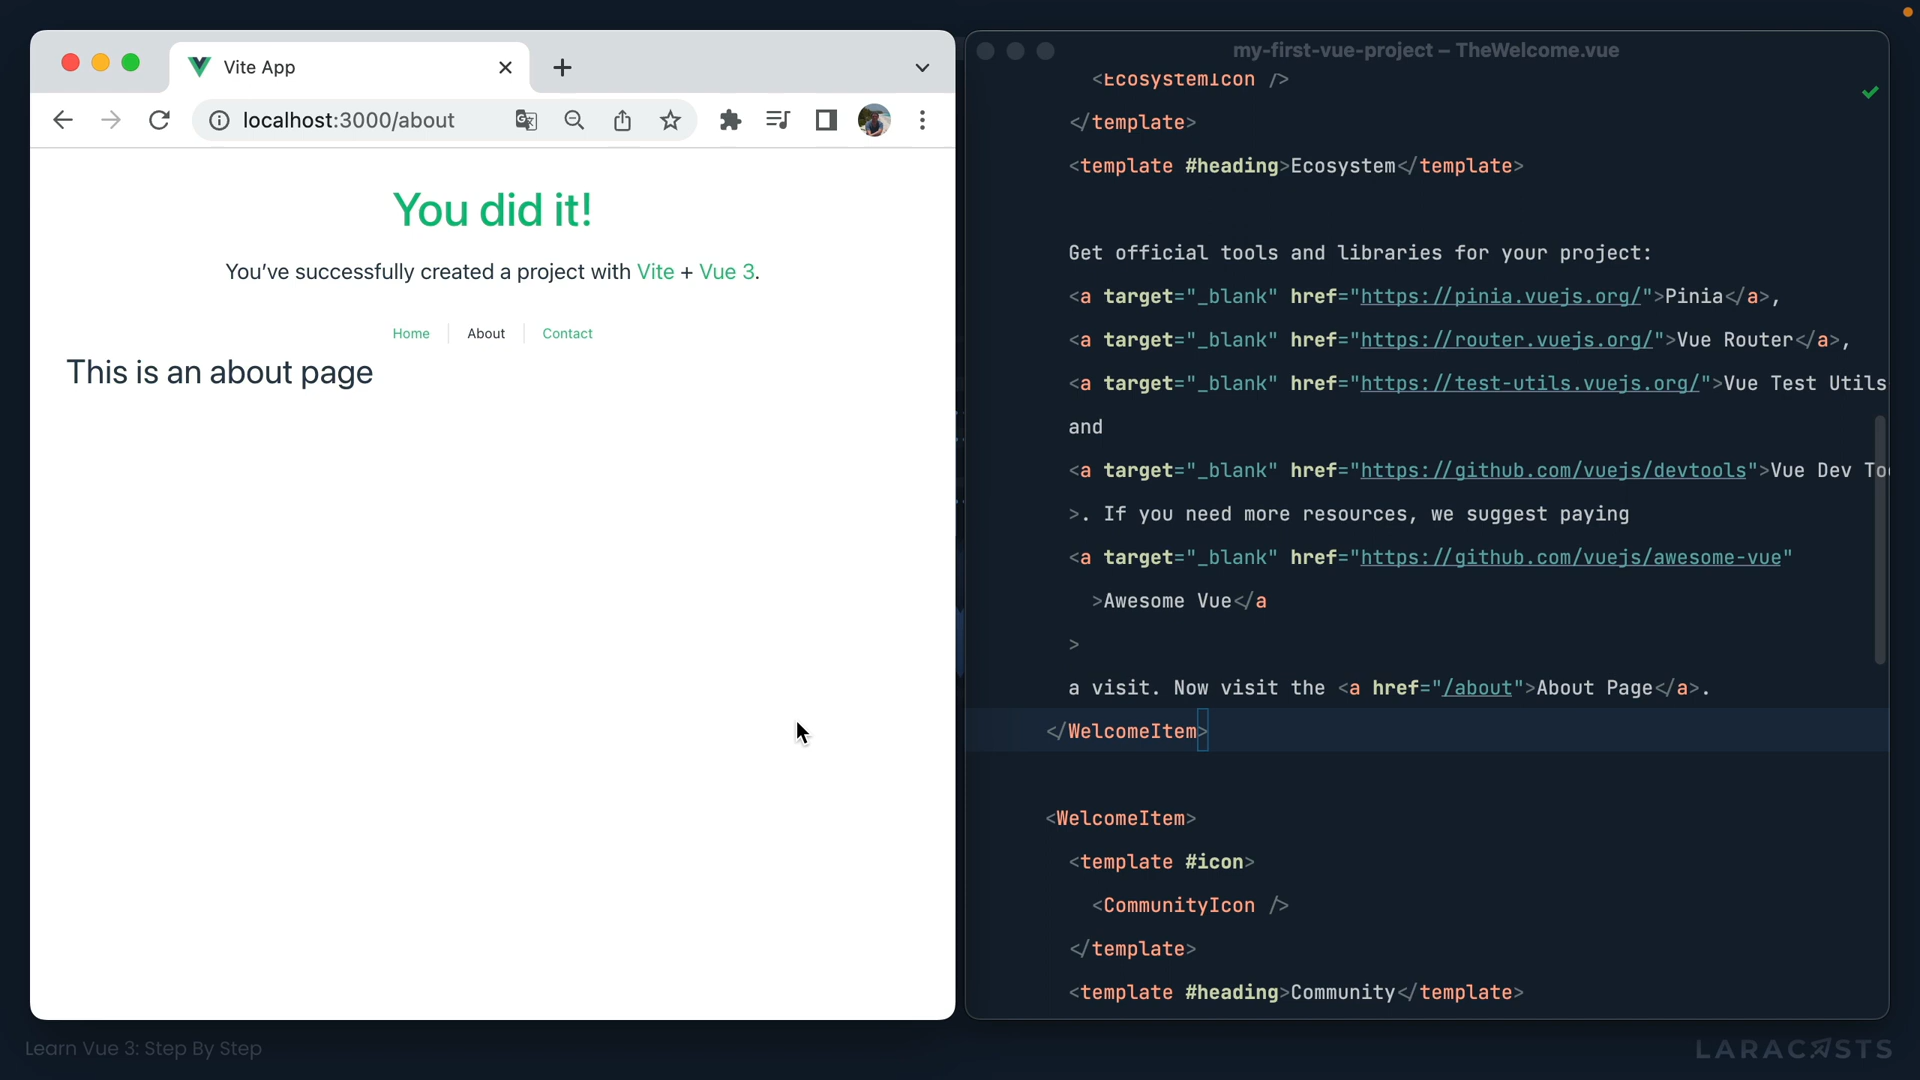 Vite App
localhost:3000/about
You did it!
You’ve successfully created a project with Vite + Vue 3.
Home
About
Contact
This is an about page
my-first-vue-project – TheWelcome.vue
<EcosystemIcon />
</template>
<template #heading>Ecosystem</template>
Get official tools and libraries for your project:
<a target="_blank" href="https://pinia.vuejs.org/">Pinia</a>,
<a target="_blank" href="https://router.vuejs.org/">Vue Router</a>,
<a target="_blank" href="https://test-utils.vuejs.org/">Vue Test Utils
and
<a target="_blank" href="https://github.com/vuejs/devtools">Vue Dev To
>. If you need more resources, we suggest paying
<a target="_blank" href="https://github.com/vuejs/awesome-vue"
>Awesome Vue</a
>
a visit. Now visit the <a href="/about">About Page</a>.
</WelcomeItem>
<WelcomeItem>
<template #icon>
<CommunityIcon />
</template>
<template #heading>Community</template>
Learn Vue 3: Step By Step
LARACASTS